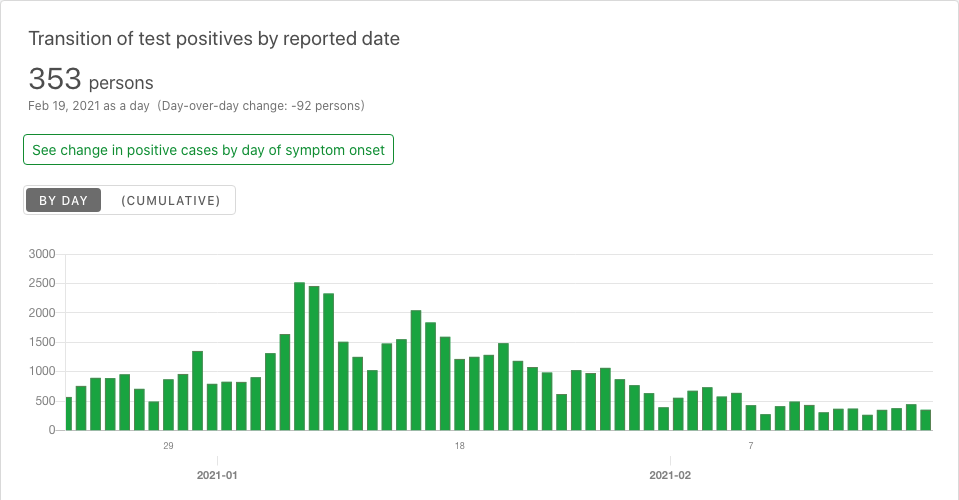 Transition of test positives by reported date
353 persons
Feb 19, 2021 as a day (Day-over-day change: -92 persons)
See change in positive cases by day of symptom onset
BY DAY (CUMULATIVE)
3000
2500
2000
1500
1000
500
0
29 18 7
2021-01 2021-02